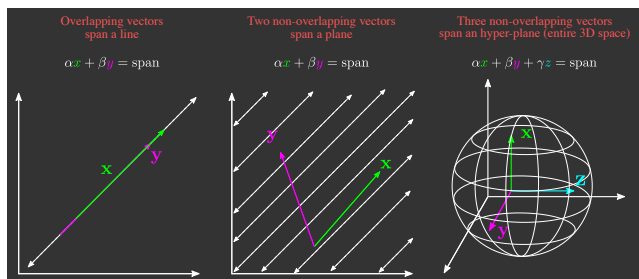 Overlapping vectors
span a line
αx + βy = span
x
y
Two non-overlapping vectors
span a plane
αx + βy = span
y
x
Three non-overlapping vectors
span an hyper-plane (entire 3D space)
αx + βy + γz = span
x
z
y